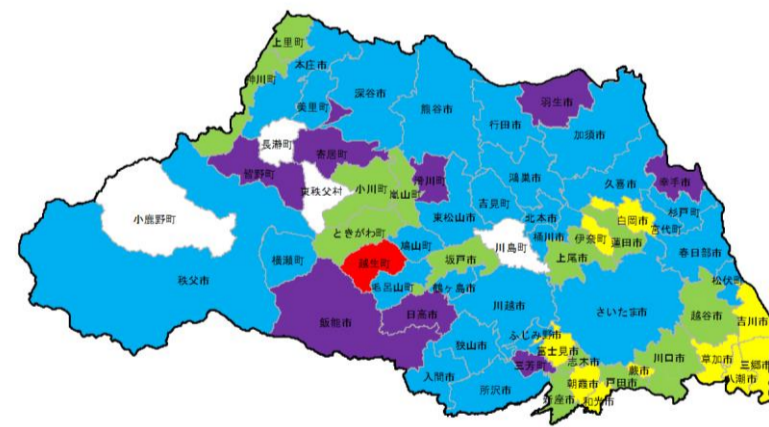 上里町
本庄市
神川町
美里町
深谷市
熊谷市
羽生市
行田市
加須市
長瀞町
寄居町
皆野町
東秩父村
小川町
嵐山町
滑川町
小鹿野町
秩父市
横瀬町
ときがわ町
東松山市
吉見町
鴻巣市
北本市
桶川市
久喜市
幸手市
杉戸町
宮代町
白岡市
伊奈町
蓮田市
上尾市
春日部市
松伏町
鳩山町
越生町
毛呂山町
坂戸市
鶴ヶ島市
川島町
川越市
さいたま市
越谷市
吉川市
飯能市
日高市
狭山市
入間市
所沢市
ふじみ野市
富士見市
三芳町
志木市
朝霞市
新座市
和光市
戸田市
蕨市
川口市
草加市
八潮市
三郷市